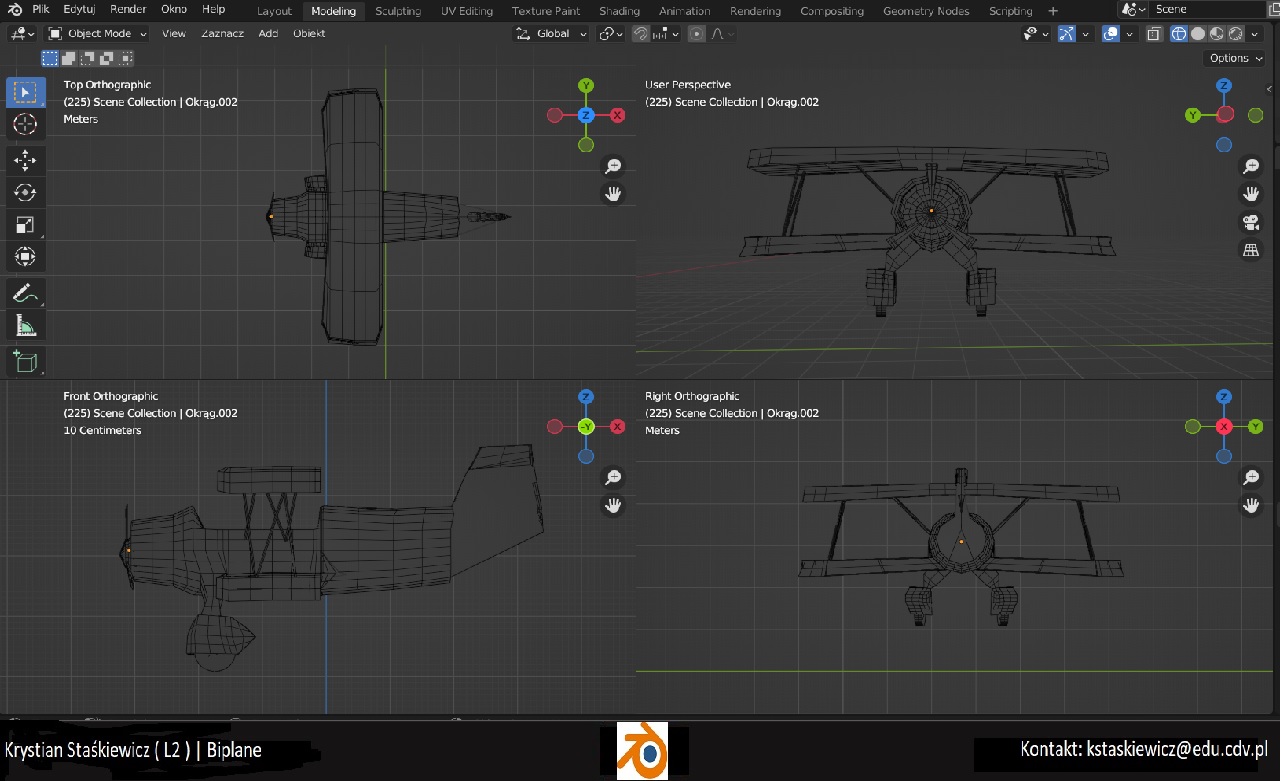 Plik Edytuj Render Okno Help Layout Modeling Sculpting UV Editing Texture Paint Shading Animation Rendering Compositing Geometry Nodes Scripting + Scene
Object Mode View Zaznacz Add Obiekt Global
Options
Top Orthographic
(225) Scene Collection | Okrąg.002
Meters
Y
Z X
User Perspective
(225) Scene Collection | Okrąg.002
Z
Y
Front Orthographic
(225) Scene Collection | Okrąg.002
10 Centimeters
Z
-Y X
Right Orthographic
(225) Scene Collection | Okrąg.002
Meters
Z
X Y
Krystian Staśkiewicz ( L2 ) | Biplane
Kontakt: kstaskiewicz@edu.cdv.pl